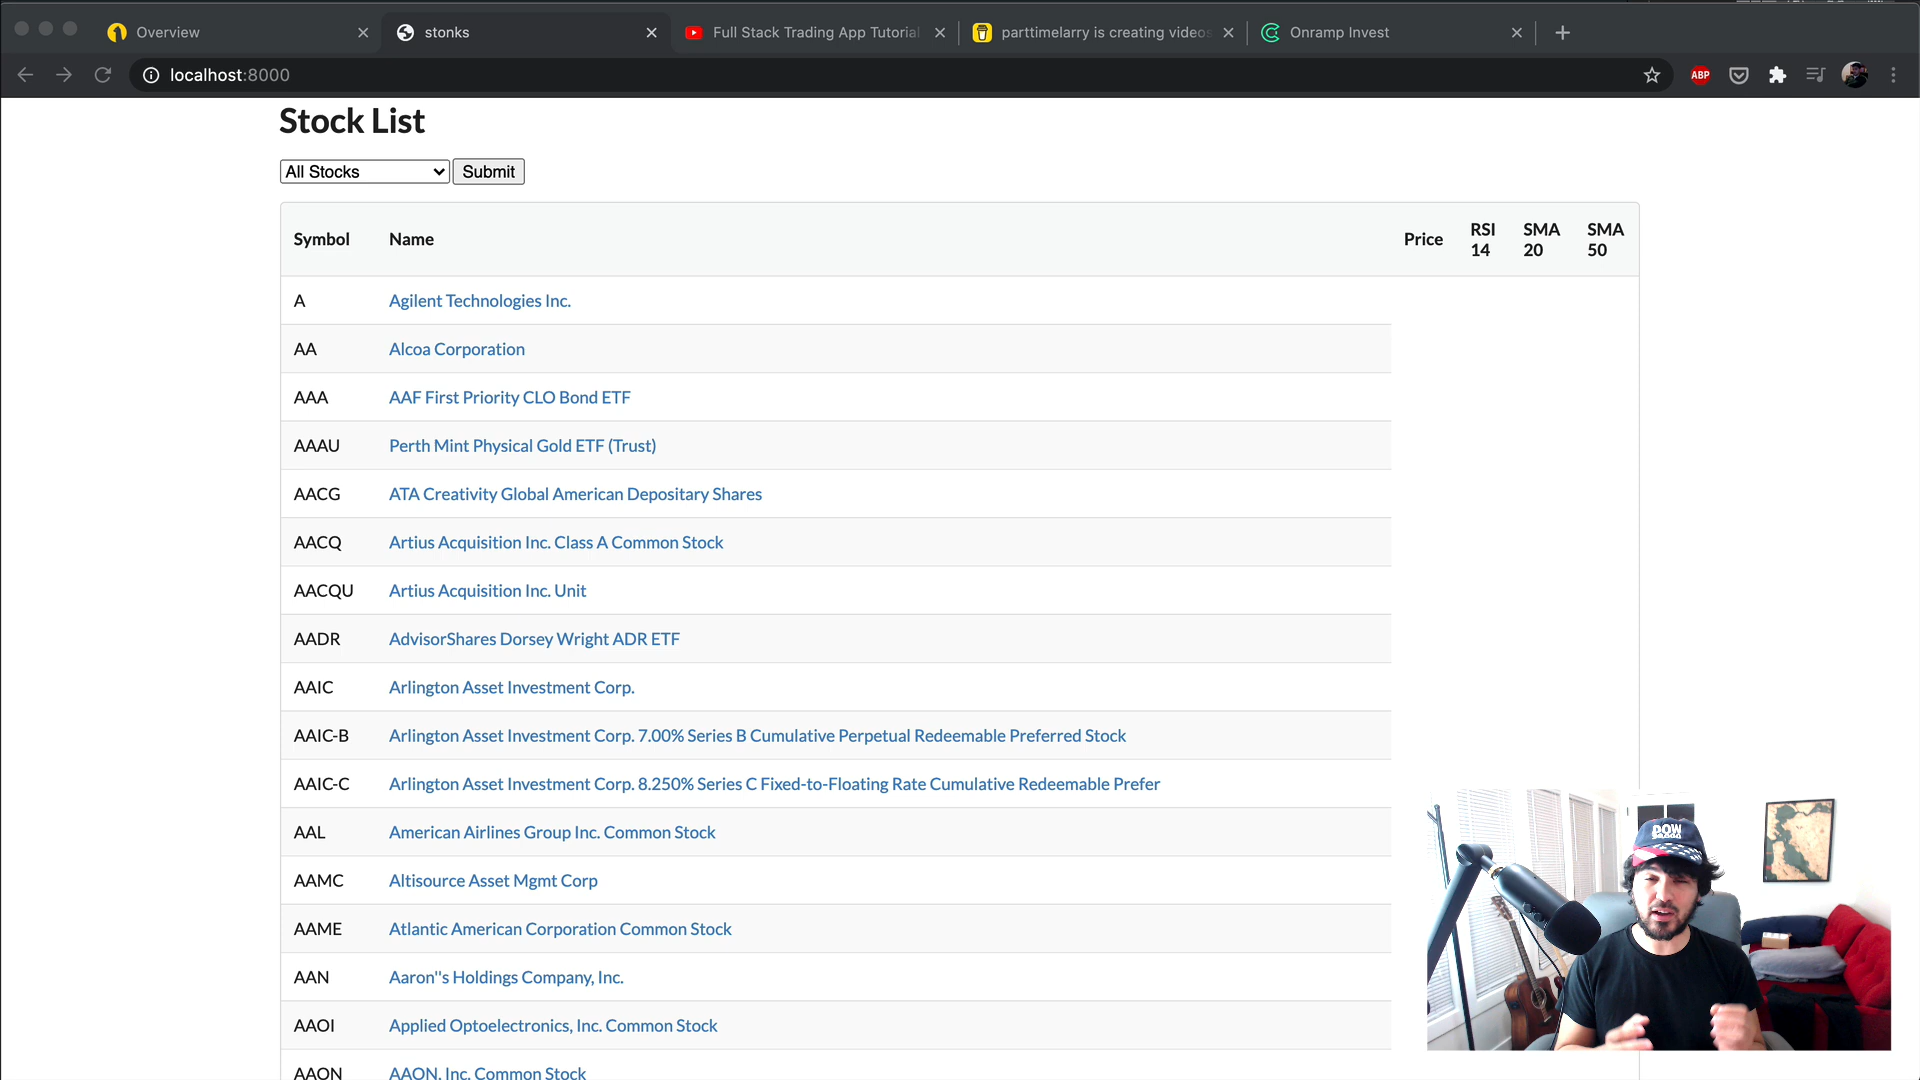 Overview
stonks
Full Stack Trading App Tutorial
parttimelarry is creating videos
Onramp Invest
localhost:8000
ABP
Stock List
All Stocks
Submit
Symbol Name Price RSI 14 SMA 20 SMA 50
A Agilent Technologies Inc.
AA Alcoa Corporation
AAA AAF First Priority CLO Bond ETF
AAAU Perth Mint Physical Gold ETF (Trust)
AACG ATA Creativity Global American Depositary Shares
AACQ Artius Acquisition Inc. Class A Common Stock
AACQU Artius Acquisition Inc. Unit
AADR AdvisorShares Dorsey Wright ADR ETF
AAIC Arlington Asset Investment Corp.
AAIC-B Arlington Asset Investment Corp. 7.00% Series B Cumulative Perpetual Redeemable Preferred Stock
AAIC-C Arlington Asset Investment Corp. 8.250% Series C Fixed-to-Floating Rate Cumulative Redeemable Prefer
AAL American Airlines Group Inc. Common Stock
AAMC Altisource Asset Mgmt Corp
AAME Atlantic American Corporation Common Stock
AAN Aaron''s Holdings Company, Inc.
AAOI Applied Optoelectronics, Inc. Common Stock
AAON AAON, Inc. Common Stock
DOW